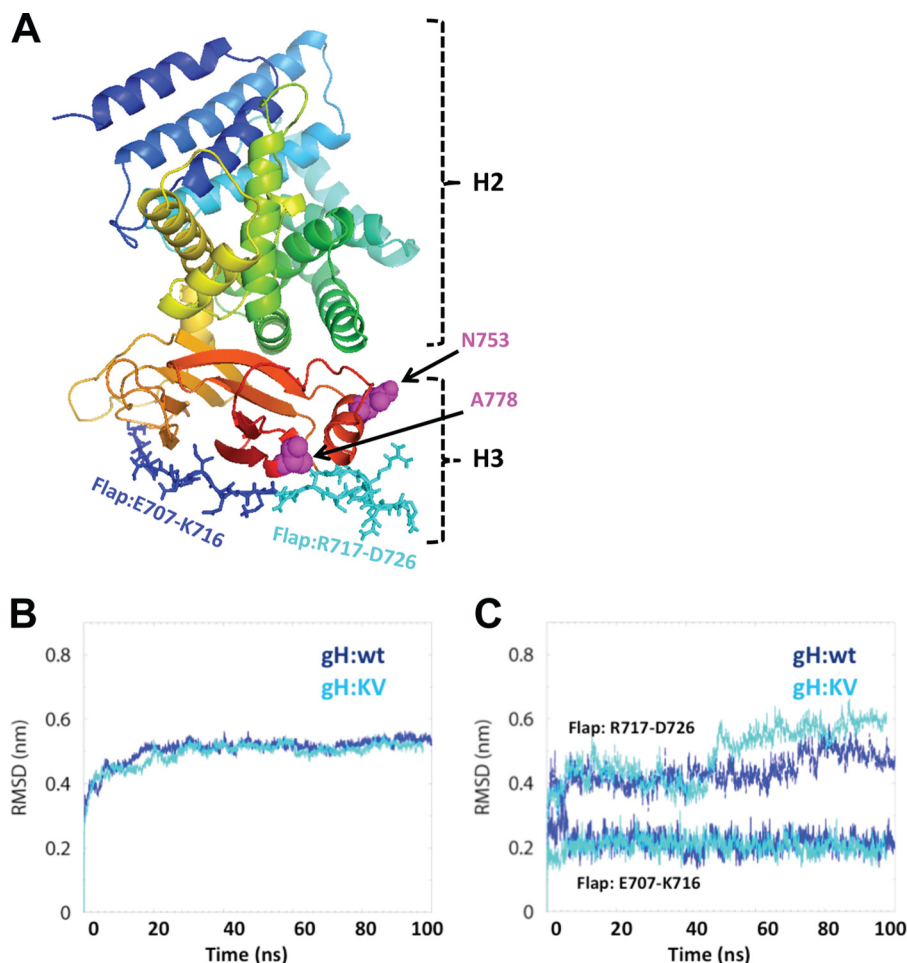 A
H2
N753
A778
H3
Flap:E707-K716
Flap:R717-D726
B
0.8
0.6
0.4
0.2
0
RMSD (nm)
gH:wt
gH:KV
0 20 40 60 80 100
Time (ns)
C
0.8
0.6
0.4
0.2
0
RMSD (nm)
gH:wt
gH:KV
Flap: R717-D726
Flap: E707-K716
0 20 40 60 80 100
Time (ns)